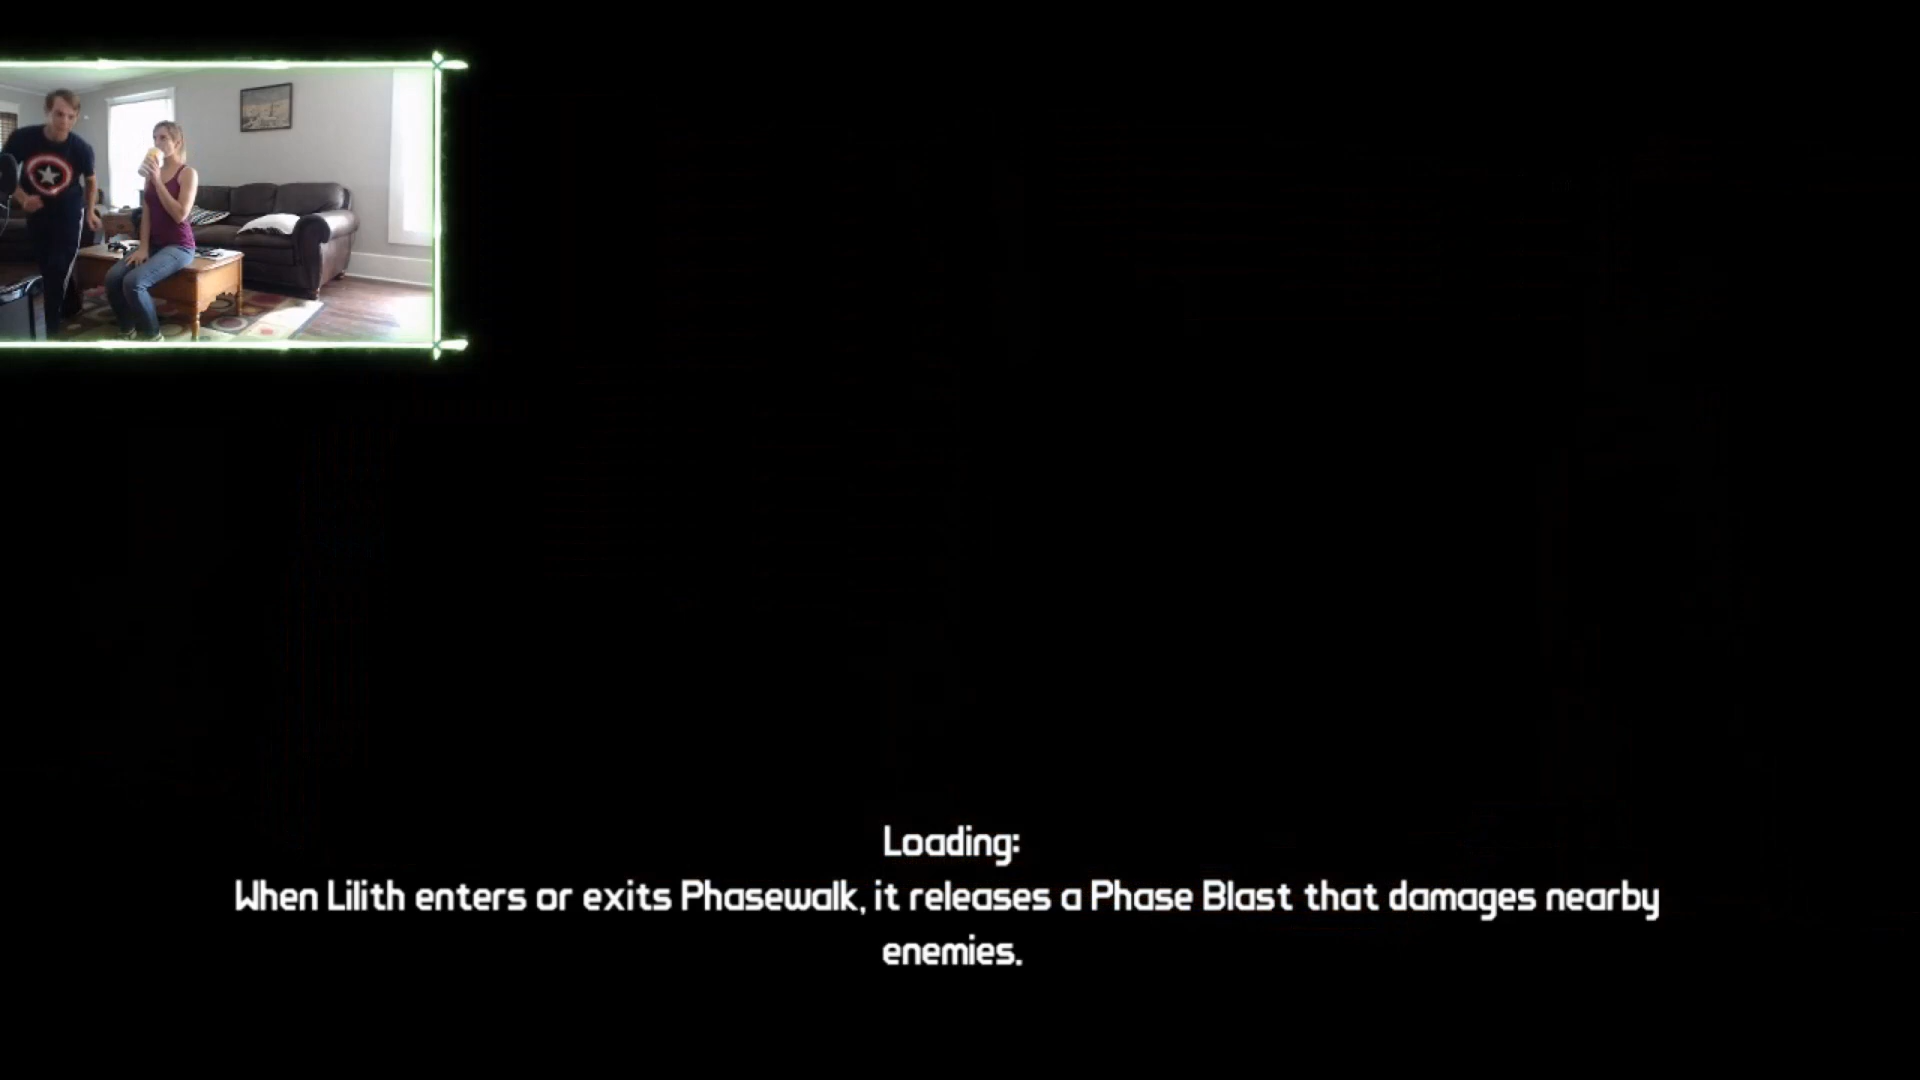 Loading:
When Lilith enters or exits Phasewalk, it releases a Phase Blast that damages nearby
enemies.